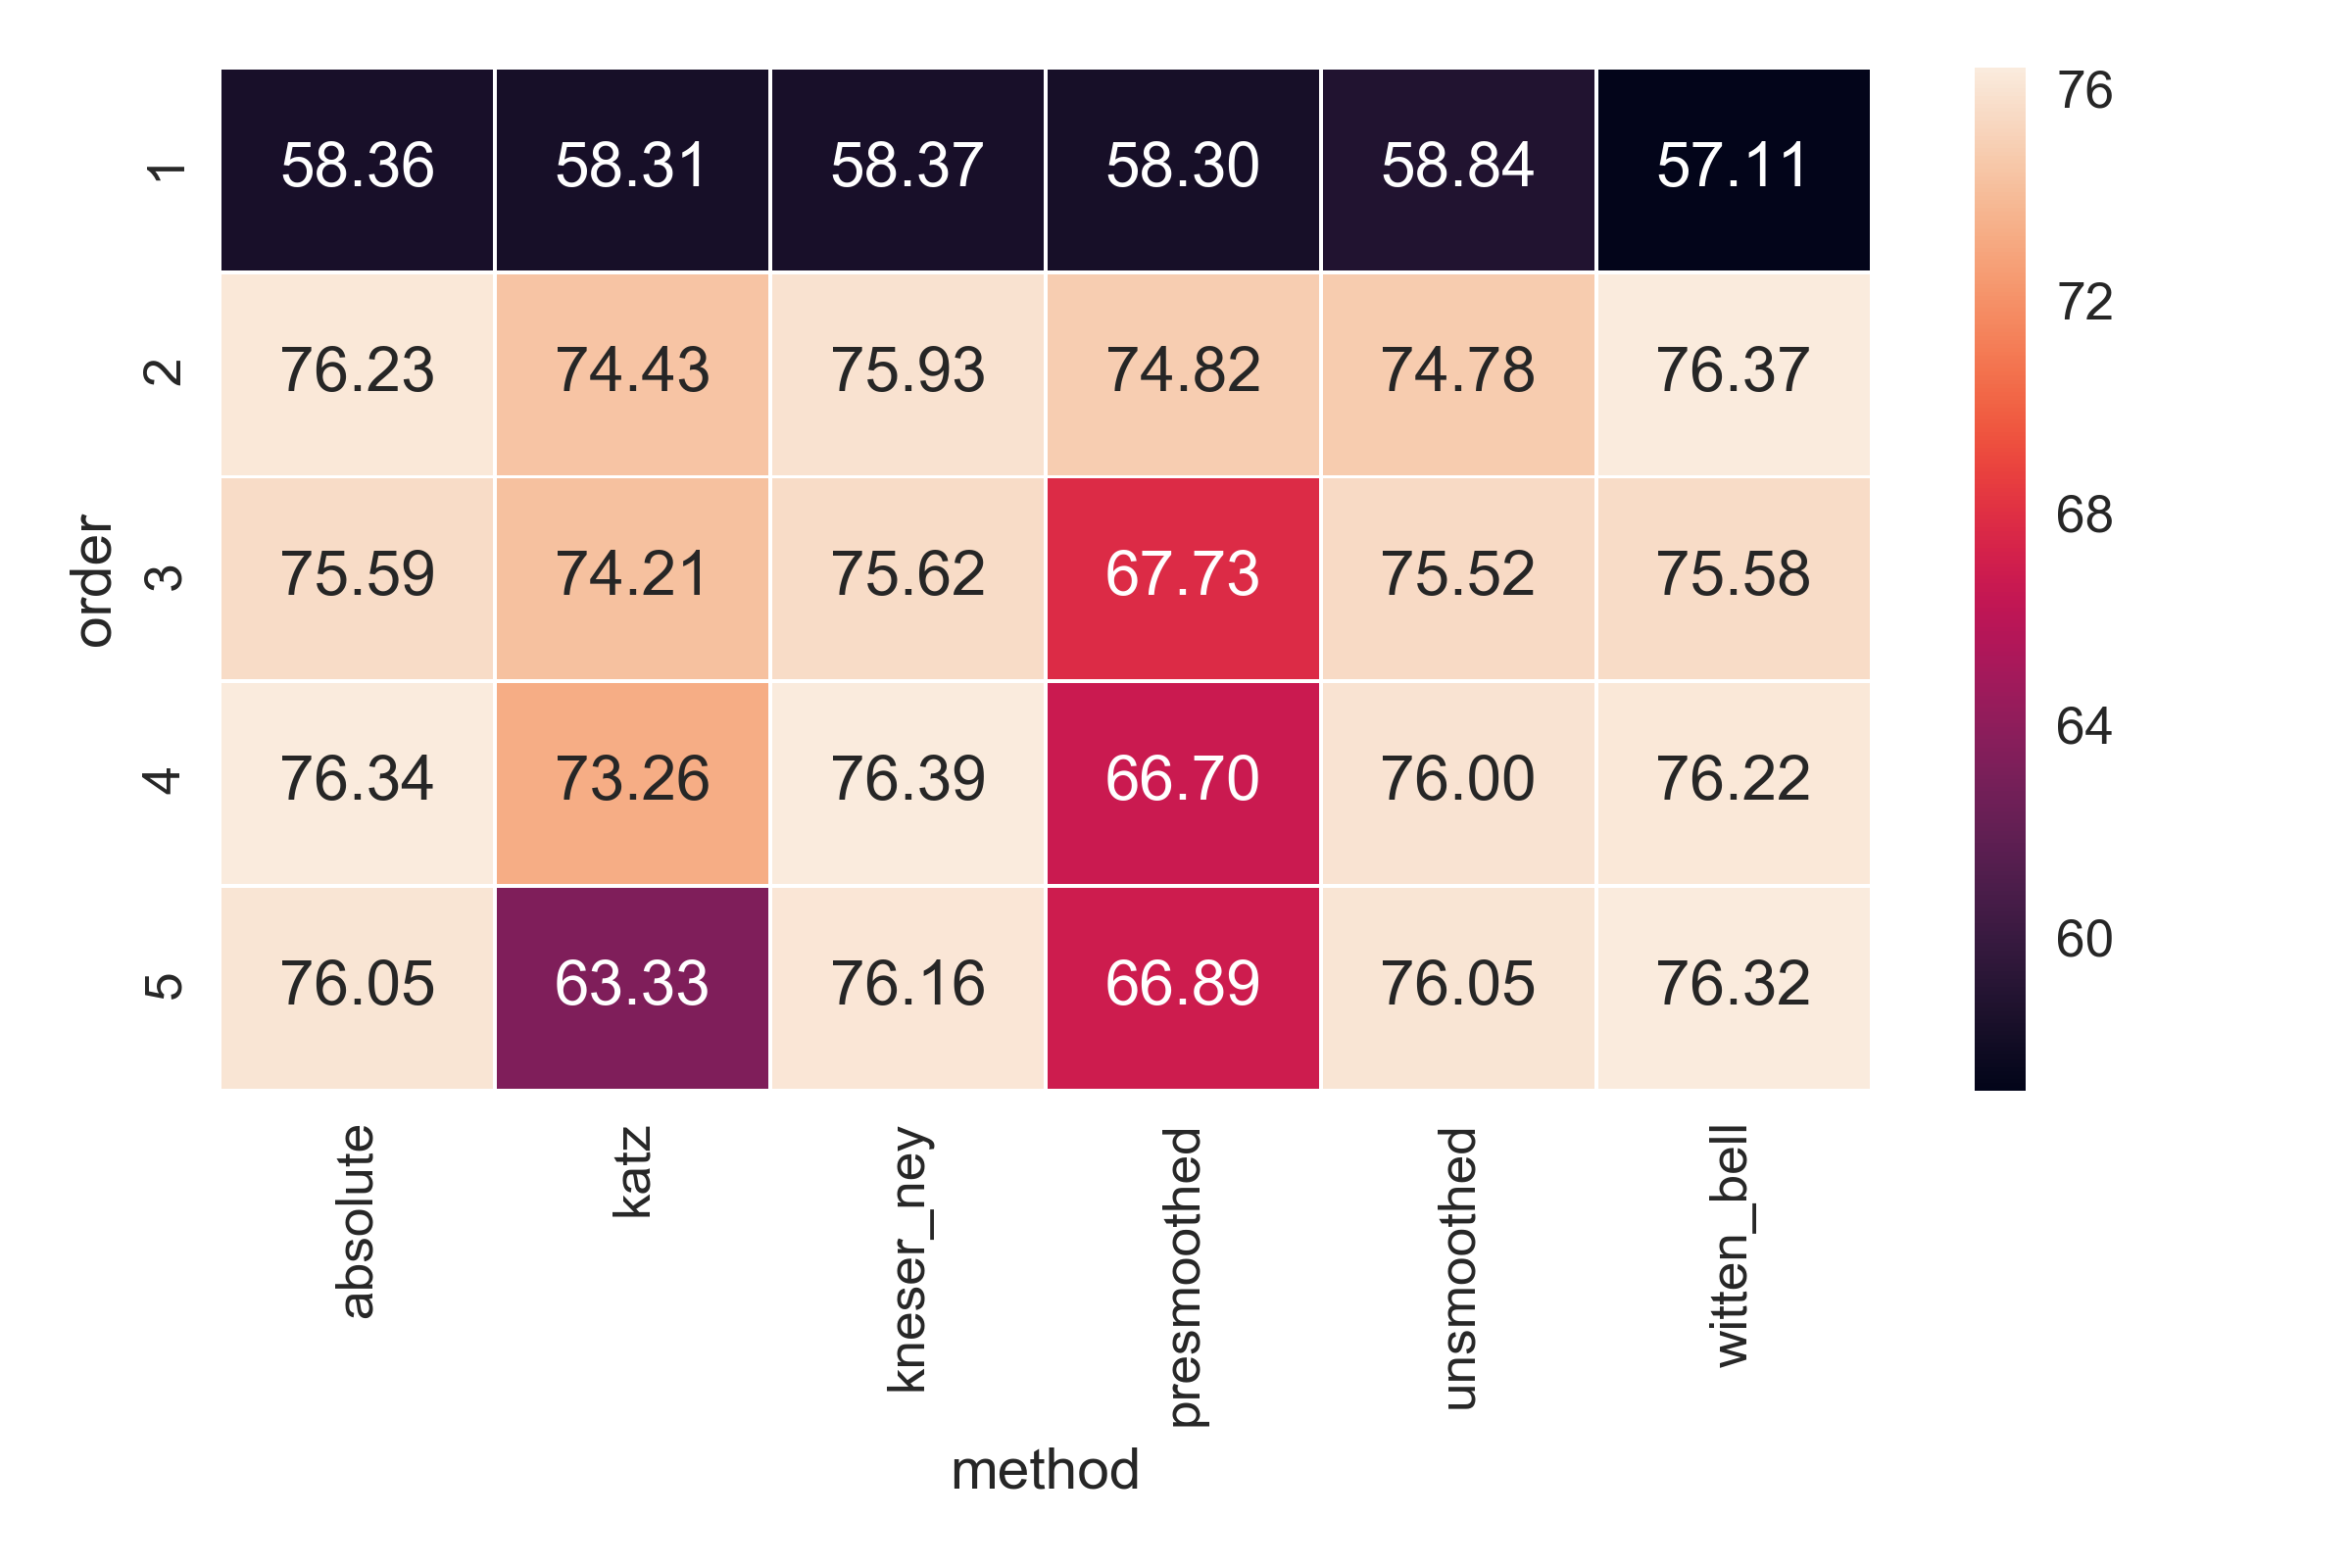 order
1 58.36 58.31 58.37 58.30 58.84 57.11
2 76.23 74.43 75.93 74.82 74.78 76.37
3 75.59 74.21 75.62 67.73 75.52 75.58
4 76.34 73.26 76.39 66.70 76.00 76.22
5 76.05 63.33 76.16 66.89 76.05 76.32
absolute
katz
kneser_ney
presmoothed
unsmoothed
witten_bell
method
76
72
68
64
60